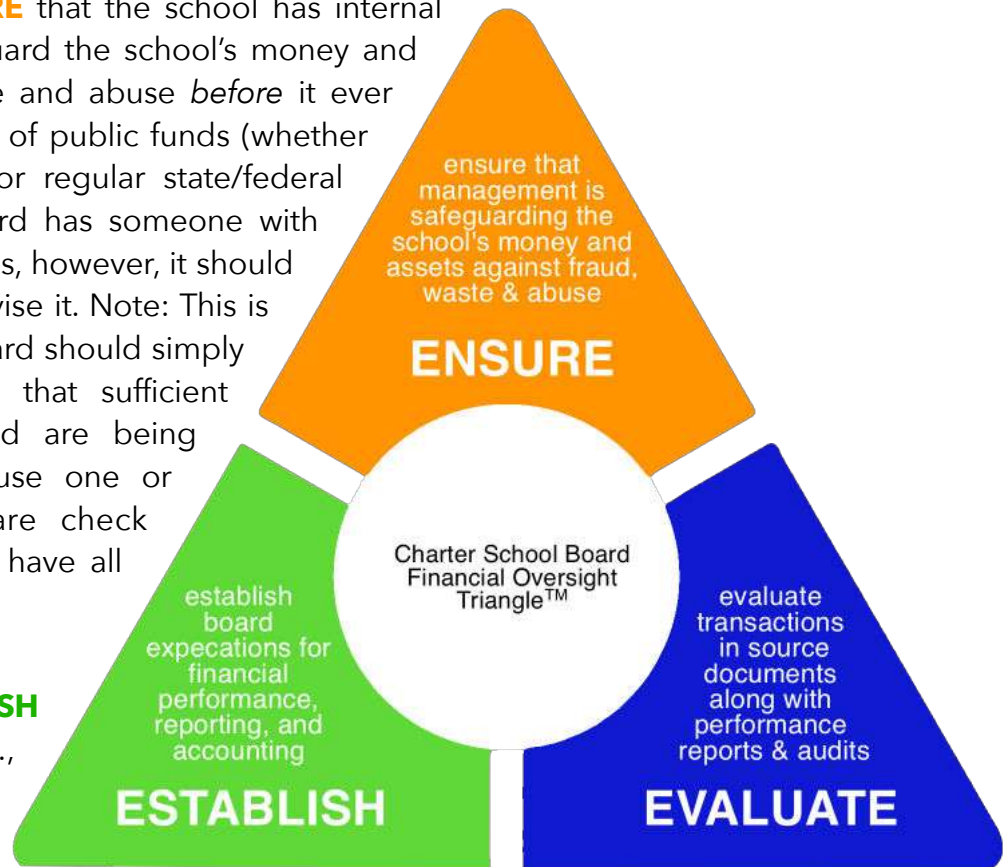 RE that the school has internal
uard the school’s money and
e and abuse before it ever
of public funds (whether
or regular state/federal
rd has someone with
s, however, it should
vise it. Note: This is
ard should simply
that sufficient
d are being
use one or
are check
have all
SH
.,
ensure that
management is
safeguarding the
school's money and
assets against fraud,
waste & abuse
ENSURE
Charter School Board
Financial Oversight
Triangle™
establish
board
expecations for
financial
performance,
reporting, and
accounting
ESTABLISH
evaluate
transactions
in source
documents
along with
performance
reports & audits
EVALUATE